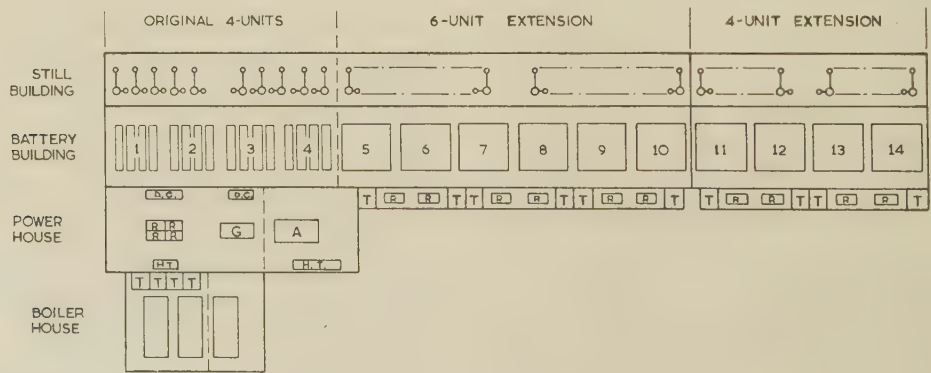 ORIGINAL 4-UNITS 6-UNIT EXTENSION 4-UNIT EXTENSION
STILL
BUILDING
BATTERY
BUILDING
1 2 3 4 5 6 7 8 9 10 11 12 13 14
D.C. D.C.
T R R T T R R T T R R T T R R T T R R T
POWER
HOUSE
R R
R R
G A
H.T. H.T.
T T T T
BOILER
HOUSE